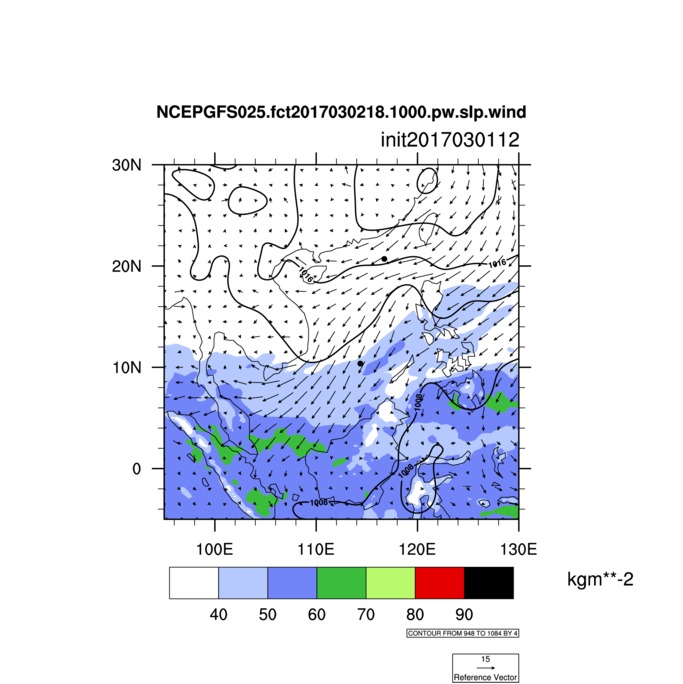 NCEPGFS025.fct2017030218.1000.pw.slp.wind
init2017030112
30N
20N
10N
0
1016
1016
1008
1008
1008
100E 110E 120E 130E
kgm**-2
40 50 60 70 80 90
CONTOUR FROM 948 TO 1084 BY 4
15
Reference Vector